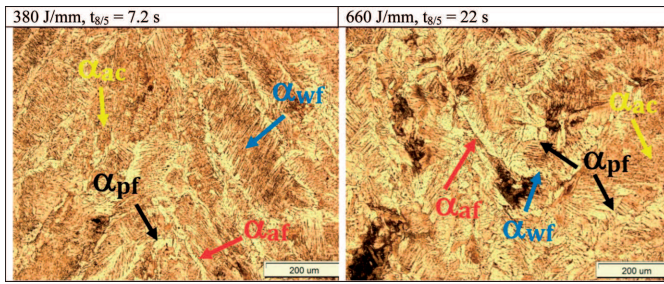 380 J/mm, t8/5 = 7.2 s
660 J/mm, t8/5 = 22 s
αac
αwf
αpf
αaf
200 um
αac
αpf
αaf
αwf
200 um